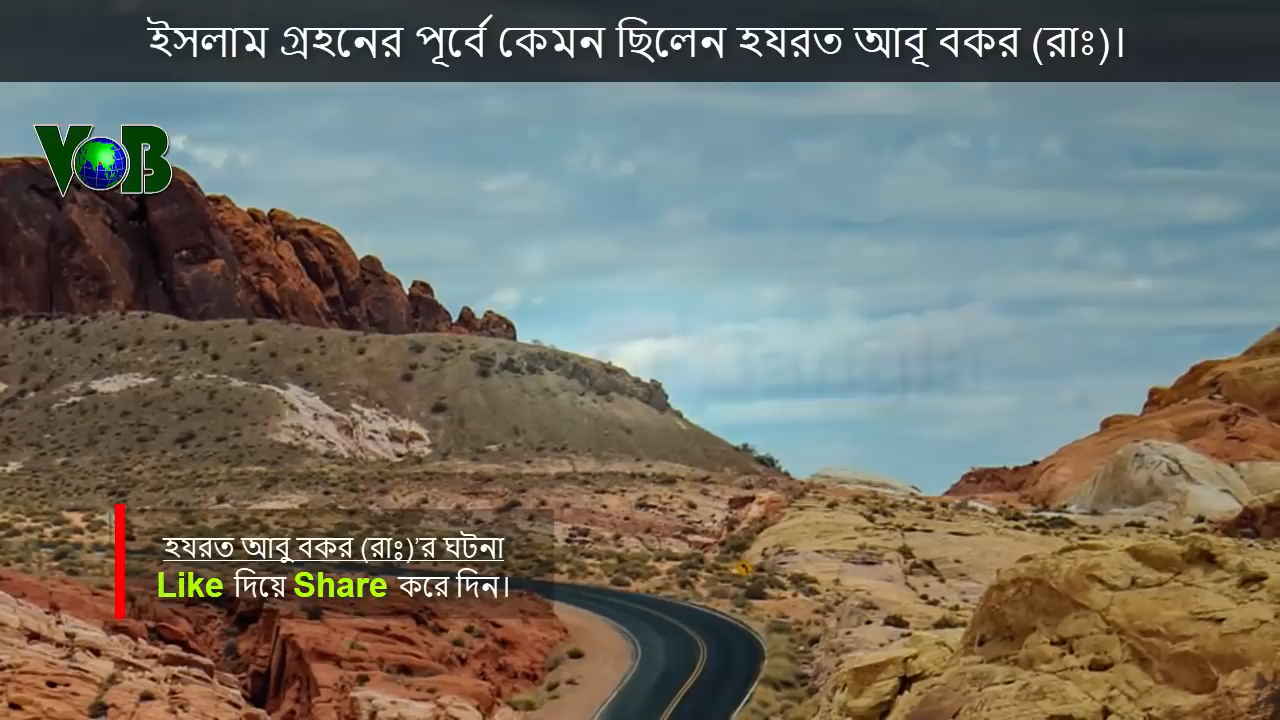 ইসলাম গ্রহনের পূর্বে কেমন ছিলেন হযরত আবূ বকর (রাঃ)।
VOB
হযরত আবু বকর (রাঃ)’র ঘটনা
Like দিয়ে Share করে দিন।